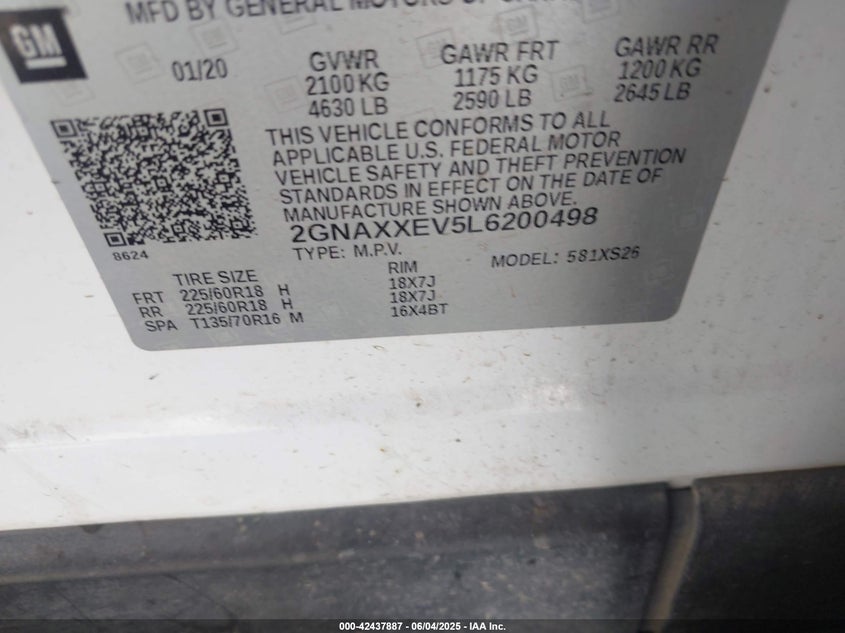 MFD BY GENERAL MOTORS OF
GM
01/20
GVWR GAWR FRT GAWR RR
2100 KG 1175 KG 1200 KG
4630 LB 2590 LB 2645 LB
THIS VEHICLE CONFORMS TO ALL
APPLICABLE U.S. FEDERAL MOTOR
VEHICLE SAFETY AND THEFT PREVENTION
STANDARDS IN EFFECT ON THE DATE OF
MANUFACTURE SHOWN ABOVE.
2GNAXXEV5L6200498
8624
TYPE: M.P.V. MODEL: 581XS26
TIRE SIZE RIM
FRT 225/60R18 H 18X7J
RR 225/60R18 H 18X7J
SPA T135/70R16 M 16X4BT
000-42437887 - 06/04/2025 - IAA Inc.